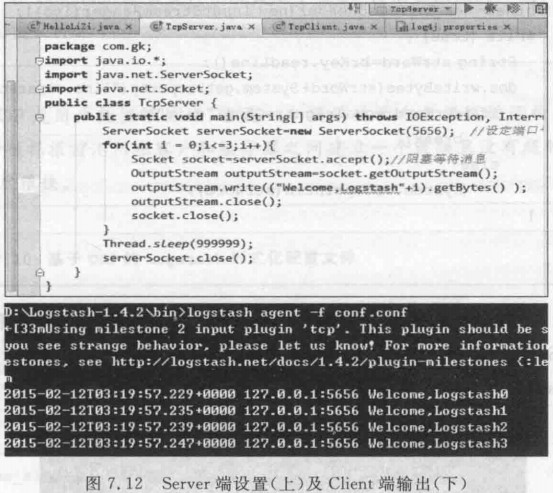 TcpServer
HelloLi2i.java × TcpServer.java × TcpClient.java × log4j.properties ×
package com.gk;
import java.io.*;
import java.net.ServerSocket;
import java.net.Socket;
public class TcpServer {
public static void main(String[] args) throws IOException, Interr
ServerSocket serverSocket=new ServerSocket(5656); //设定端口
for(int i = 0;i<=3;i++){
Socket socket=serverSocket.accept();//阻塞等待消息
OutputStream outputStream=socket.getOutputStream();
outputStream.write(("Welcome,Logstash"+i).getBytes() );
outputStream.close();
socket.close();
}
Thread.sleep(999999);
serverSocket.close();
}
}
D:\Logstash-1.4.2\bin>logstash agent -f conf.conf
←[33mUsing milestone 2 input plugin 'tcp'. This plugin should be s
you see strange behavior, please let us know! For more information
estones, see http://logstash.net/docs/1.4.2/plugin-milestones {:le
m
2015-02-12T03:19:57.229+0000 127.0.0.1:5656 Welcome,Logstash0
2015-02-12T03:19:57.235+0000 127.0.0.1:5656 Welcome,Logstash1
2015-02-12T03:19:57.239+0000 127.0.0.1:5656 Welcome,Logstash2
2015-02-12T03:19:57.247+0000 127.0.0.1:5656 Welcome,Logstash3
图 7.12 Server 端设置(上)及 Client 端输出(下)